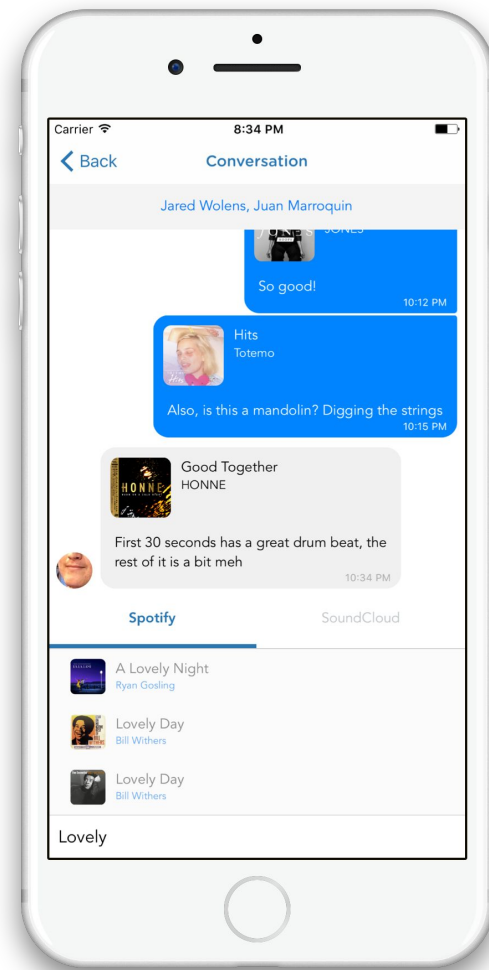 Carrier
8:34 PM
Back
Conversation
Jared Wolens, Juan Marroquin
JONES
JONES
So good!
10:12 PM
Hits
Totemo
Also, is this a mandolin? Digging the strings
10:15 PM
HONNE
Good Together
HONNE
First 30 seconds has a great drum beat, the
rest of it is a bit meh
10:34 PM
Spotify
SoundCloud
A Lovely Night
Ryan Gosling
Lovely Day
Bill Withers
Lovely Day
Bill Withers
Lovely